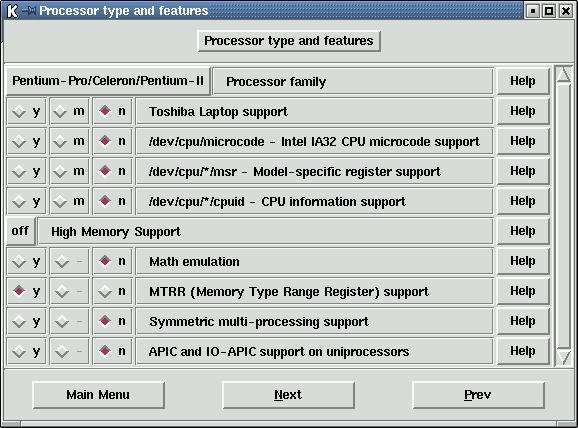 Processor type and features
Processor type and features
Pentium-Pro/Celeron/Pentium-II Processor family Help
y m n Toshiba Laptop support Help
y m n /dev/cpu/microcode - Intel IA32 CPU microcode support Help
y m n /dev/cpu/*/msr - Model-specific register support Help
y m n /dev/cpu/*/cpuid - CPU information support Help
off High Memory Support Help
y - n Math emulation Help
y - n MTRR (Memory Type Range Register) support Help
y - n Symmetric multi-processing support Help
y - n APIC and IO-APIC support on uniprocessors Help
Main Menu Next Prev